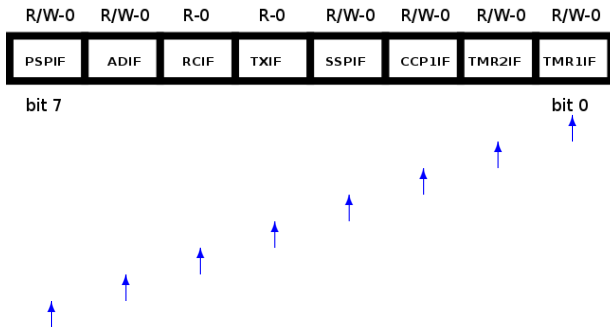 R/W-0 R/W-0 R-0 R-0 R/W-0 R/W-0 R/W-0 R/W-0
PSPIF ADIF RCIF TXIF SSPIF CCP1IF TMR2IF TMR1IF
bit 7 bit 0